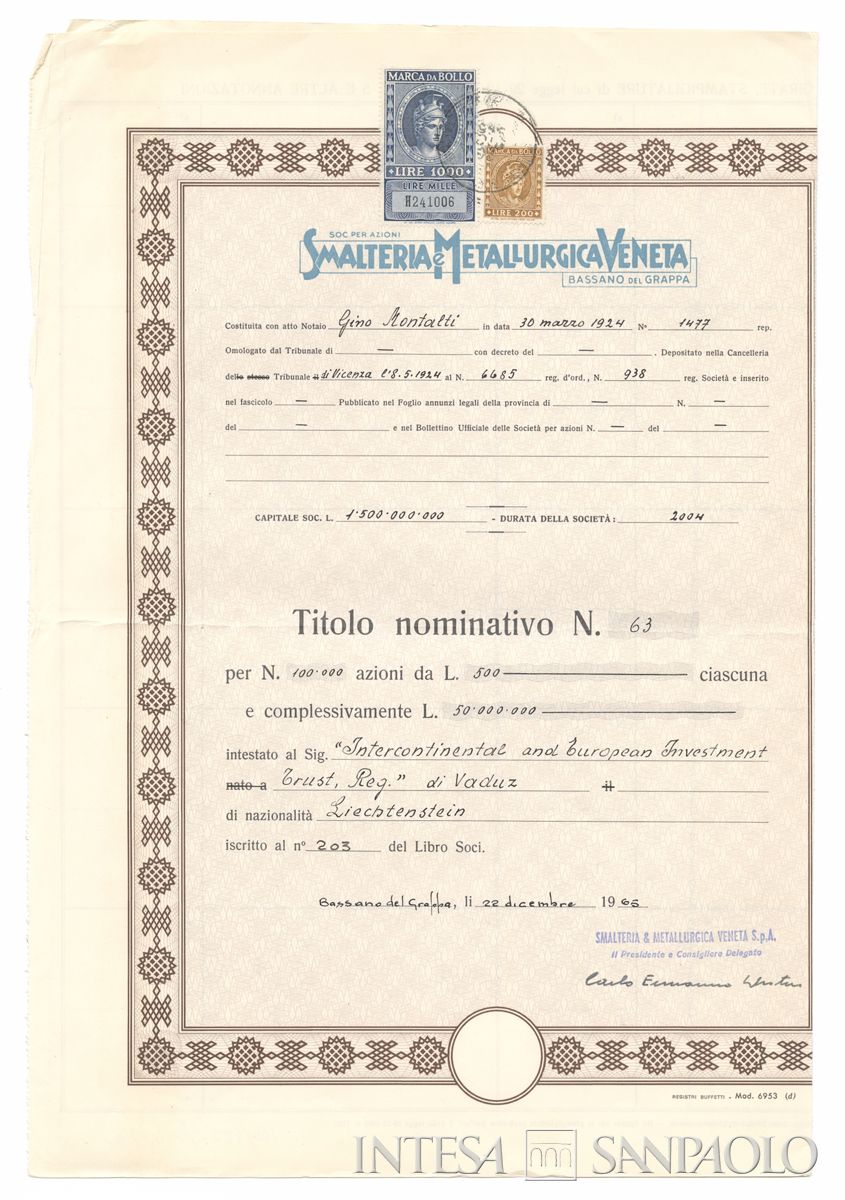 MARCA DA BOLLO
LIRE 1000
LIRE MILLE
H241006
MARCA DA BOLLO
LIRE 200
SOC. PER AZIONI
SMALTERIA e METALLURGICA VENETA
BASSANO DEL GRAPPA
Costituita con atto Notaio Gino Montalti in data 30 marzo 1924 N° 1477 rep.
Omologato dal Tribunale di — con decreto del — . Depositato nella Cancelleria
dello stesso Tribunale il di Vicenza l'8.5.1924 al N. 6685 reg. d'ord., N. 938 reg. Società e inserito
nel fascicolo — Pubblicato nel Foglio annunzi legali della provincia di — N. —
del — e nel Bollettino Ufficiale delle Società per azioni N. — del —
CAPITALE SOC. L. 1·500·000·000 - DURATA DELLA SOCIETÀ: 2004
Titolo nominativo N. 63
per N. 100·000 azioni da L. 500 ciascuna
e complessivamente L. 50·000·000
intestato al Sig. "Intercontinental and European Investment
nato a Trust, Reg." di Vaduz il
di nazionalità Liechtenstein
iscritto al n° 203 del Libro Soci.
Bassano del Grappa, li 22 dicembre 1965
SMALTERIA & METALLURGICA VENETA S.p.A.
Il Presidente e Consigliere Delegato
Carlo Ermanno
REGISTRI BUFFETTI - Mod. 6953 (d)
INTESA SANPAOLO